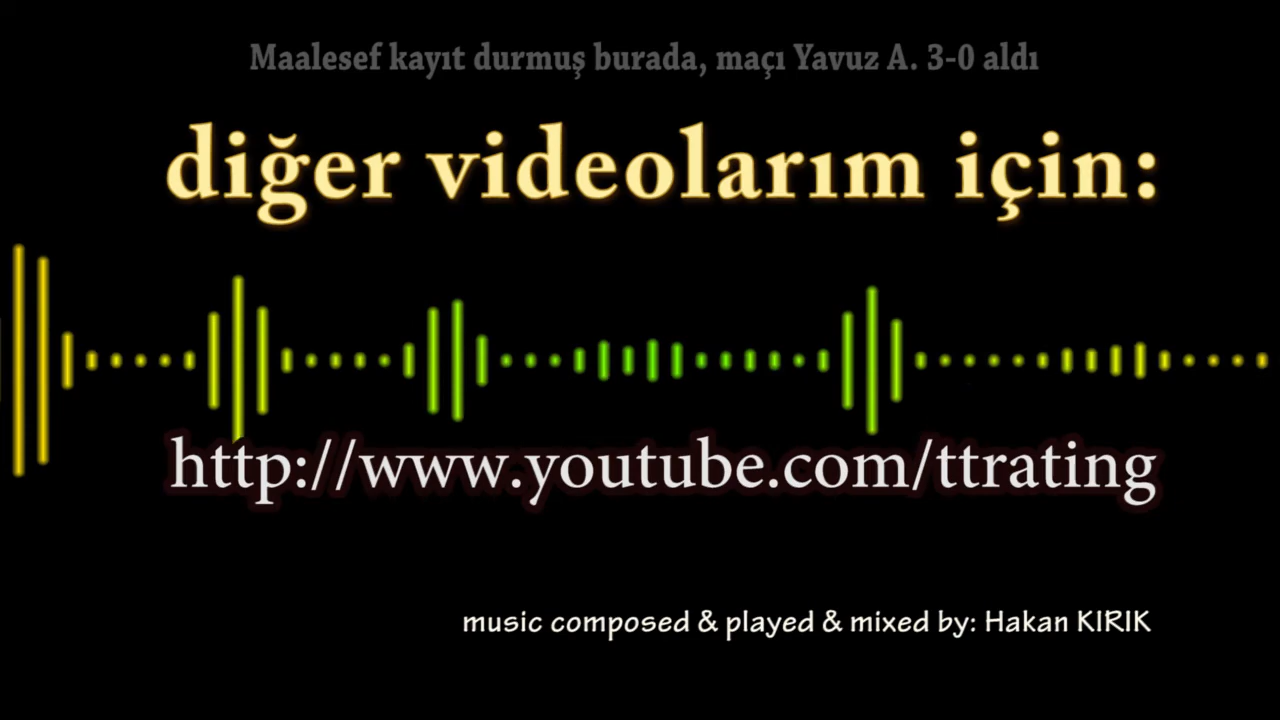 Maalesef kayıt durmuş burada, maçı Yavuz A. 3-0 aldı
diğer videolarım için:
http://www.youtube.com/ttrating
music composed & played & mixed by: Hakan KIRIK